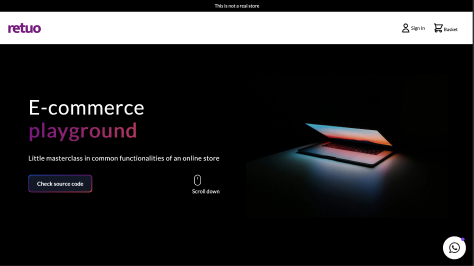 This is not a real store
retuo
Sign In
Basket
E-commerce
playground
Little masterclass in common functionalities of an online store
Check source code
Scroll down